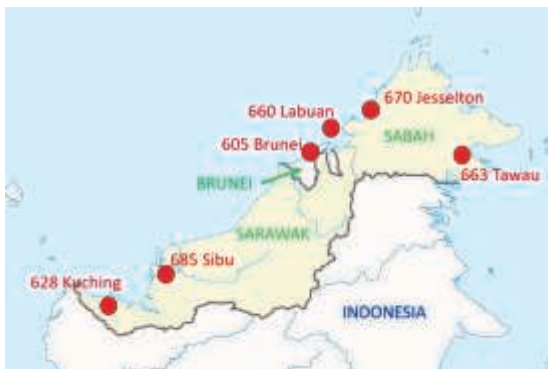 670 Jesselton
660 Labuan
605 Brunei
SABAH
663 Tawau
BRUNEI
SARAWAK
685 Sibu
628 Kuching
INDONESIA